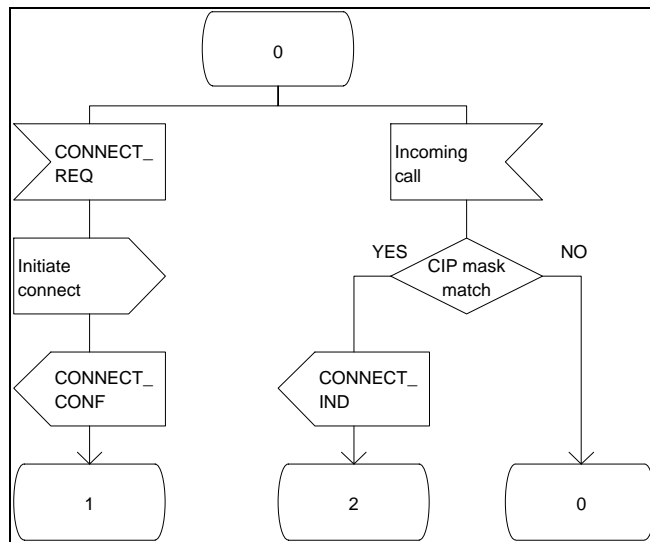 0
CONNECT_
REQ
Incoming
call
Initiate
connect
YES
NO
CIP mask
match
CONNECT_
CONF
CONNECT_
IND
1
2
0